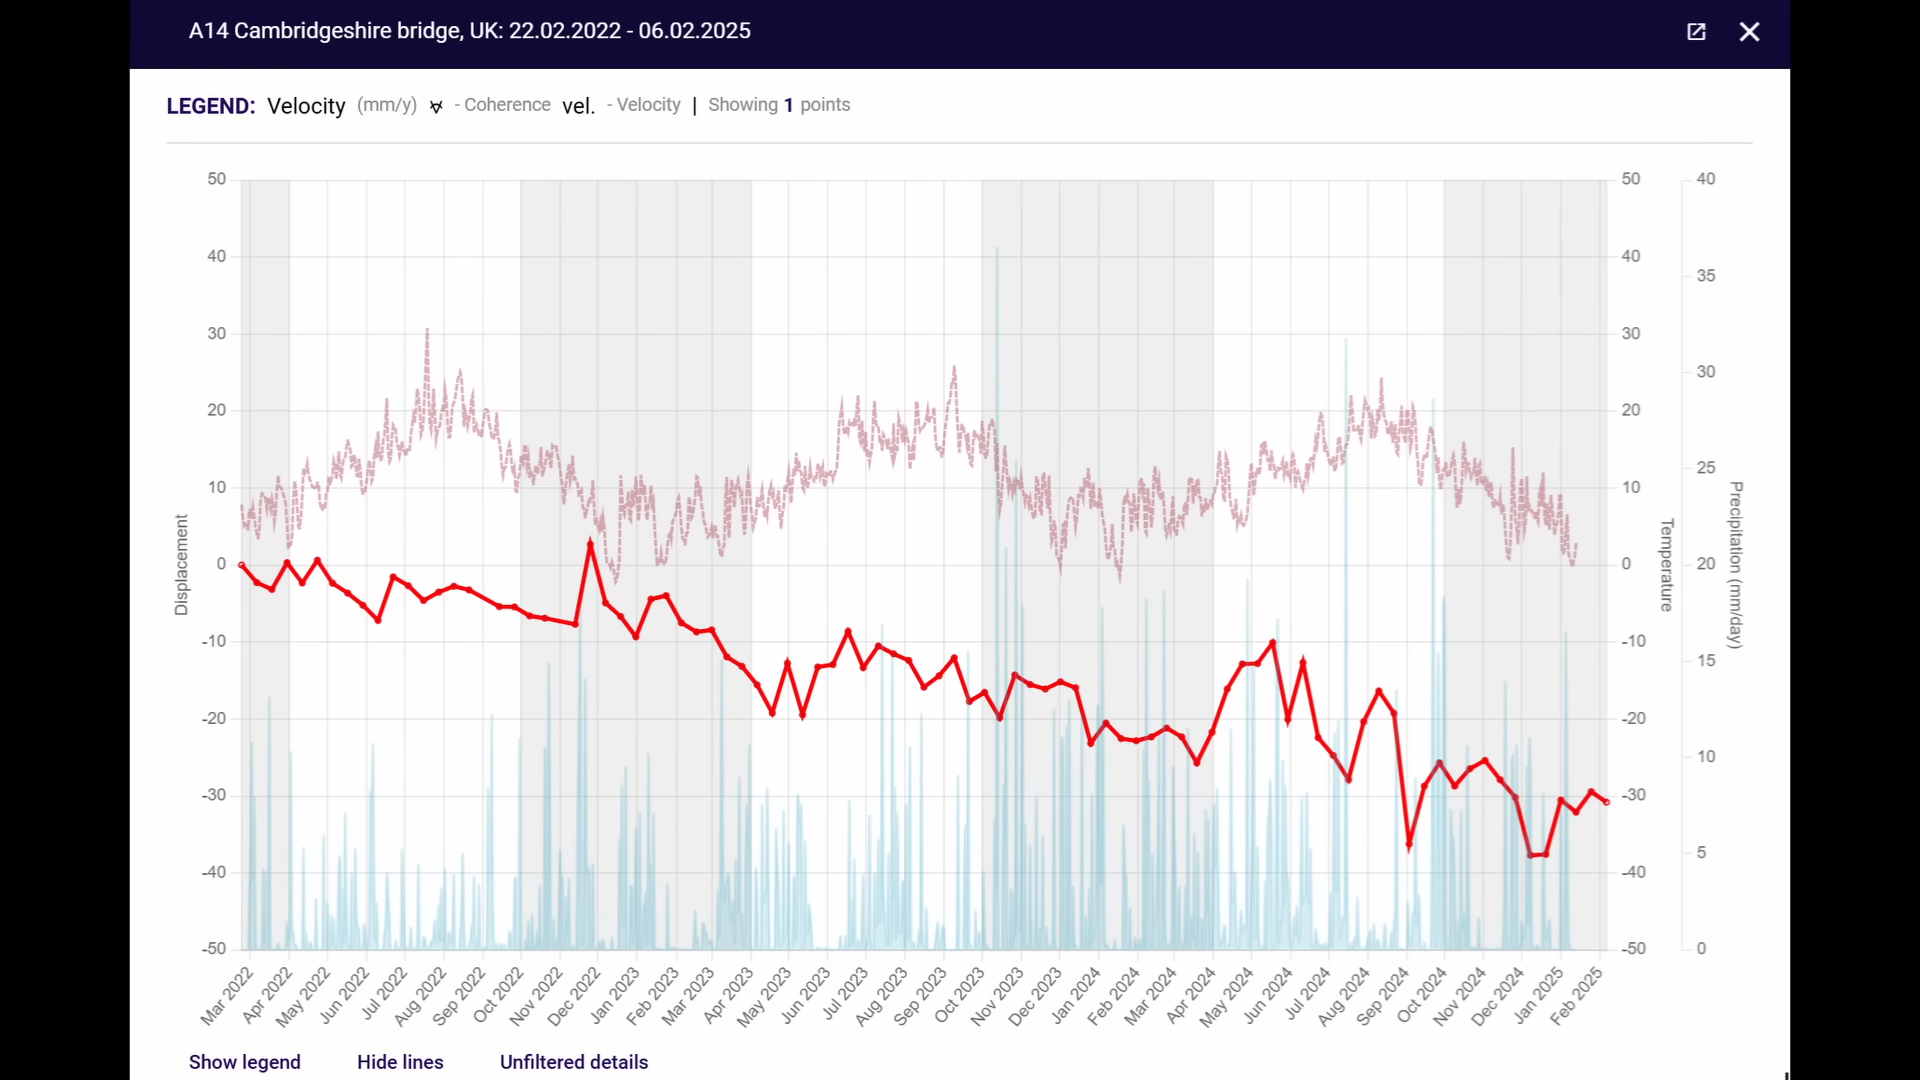 A14 Cambridgeshire bridge, UK: 22.02.2022 - 06.02.2025
LEGEND: Velocity (mm/y) - Coherence vel. - Velocity | Showing 1 points
50
40
30
20
10
0
-10
-20
-30
-40
-50
Displacement
50
40
30
20
10
0
-10
-20
-30
-40
-50
Temperature
40
35
30
25
20
15
10
5
0
Precipitation (mm/day)
Mar 2022
Apr 2022
May 2022
Jun 2022
Jul 2022
Aug 2022
Sep 2022
Oct 2022
Nov 2022
Dec 2022
Jan 2023
Feb 2023
Mar 2023
Apr 2023
May 2023
Jun 2023
Jul 2023
Aug 2023
Sep 2023
Oct 2023
Nov 2023
Dec 2023
Jan 2024
Feb 2024
Mar 2024
Apr 2024
May 2024
Jun 2024
Jul 2024
Aug 2024
Sep 2024
Oct 2024
Nov 2024
Dec 2024
Jan 2025
Feb 2025
Show legend
Hide lines
Unfiltered details